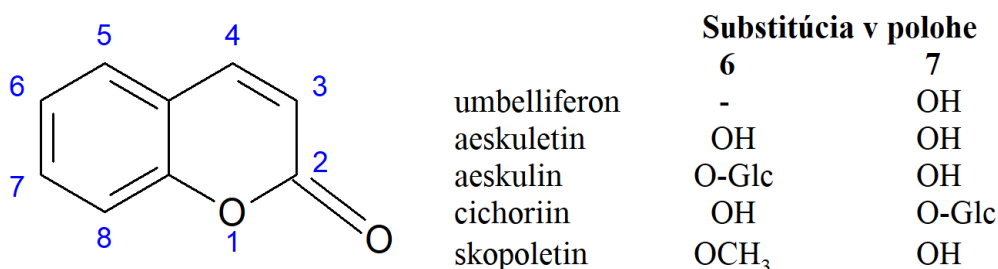 Substitúcia v polohe
6 7
umbelliferon - OH
aeskuletin OH OH
aeskulin O-Glc OH
cichoriin OH O-Glc
skopoletin OCH₃ OH
5 4
6 3
7 2
8 O 1 O